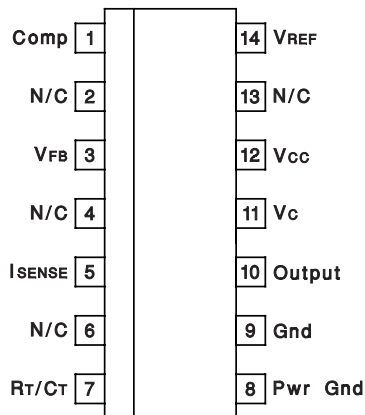 Comp 1 14 VREF
N/C 2 13 N/C
VFB 3 12 VCC
N/C 4 11 VC
ISENSE 5 10 Output
N/C 6 9 Gnd
RT/CT 7 8 Pwr Gnd